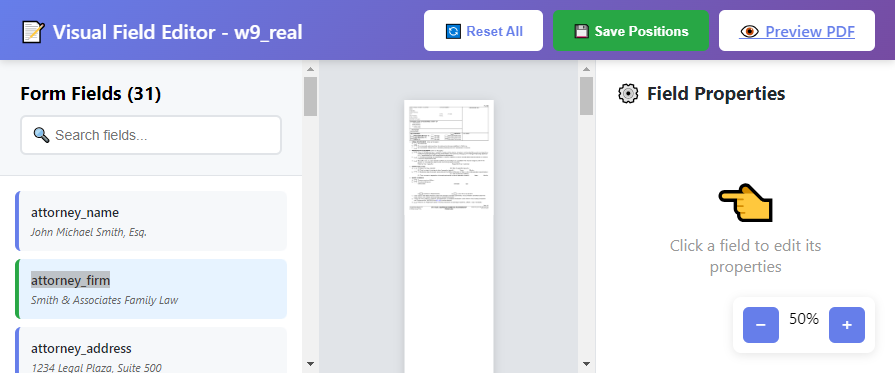 Visual Field Editor - w9_real
Reset All
Save Positions
Preview PDF
Form Fields (31)
Search fields...
attorney_name
John Michael Smith, Esq.
attorney_firm
Smith & Associates Family Law
attorney_address
1234 Legal Plaza, Suite 500
Field Properties
Click a field to edit its
properties
−
50%
+